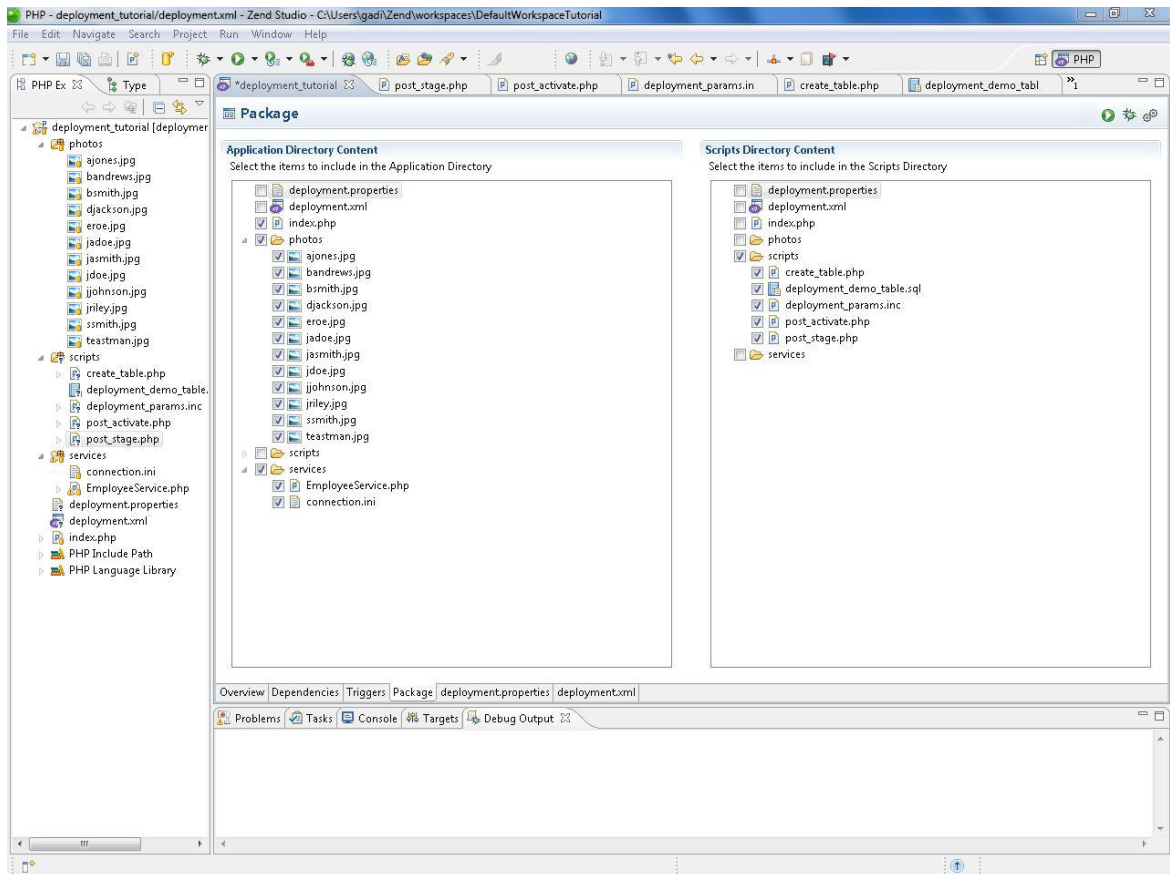 PHP - deployment_tutorial/deployment.xml - Zend Studio - C:\Users\gadi\Zend\workspaces\DefaultWorkspaceTutorial
File Edit Navigate Search Project Run Window Help
PHP
PHP Ex Type
*deployment_tutorial post_stage.php post_activate.php deployment_params.in create_table.php deployment_demo_tabl »1
deployment_tutorial [deploymer
photos
ajones.jpg
bandrews.jpg
bsmith.jpg
djackson.jpg
eroe.jpg
jadoe.jpg
jasmith.jpg
jdoe.jpg
jjohnson.jpg
jriley.jpg
ssmith.jpg
teastman.jpg
scripts
create_table.php
deployment_demo_table.
deployment_params.inc
post_activate.php
post_stage.php
services
connection.ini
EmployeeService.php
deployment.properties
deployment.xml
index.php
PHP Include Path
PHP Language Library
Package
Application Directory Content
Select the items to include in the Application Directory
deployment.properties
deployment.xml
index.php
photos
ajones.jpg
bandrews.jpg
bsmith.jpg
djackson.jpg
eroe.jpg
jadoe.jpg
jasmith.jpg
jdoe.jpg
jjohnson.jpg
jriley.jpg
ssmith.jpg
teastman.jpg
scripts
services
EmployeeService.php
connection.ini
Scripts Directory Content
Select the items to include in the Scripts Directory
deployment.properties
deployment.xml
index.php
photos
scripts
create_table.php
deployment_demo_table.sql
deployment_params.inc
post_activate.php
post_stage.php
services
Overview Dependencies Triggers Package deployment.properties deployment.xml
Problems Tasks Console Targets Debug Output